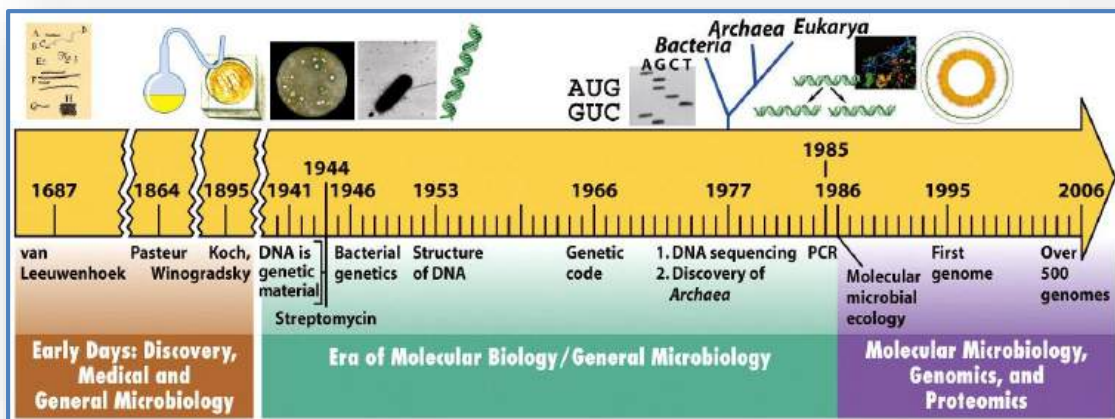 Archaea Eukarya
Bacteria
AGCT
AUG
GUC
1944
1985
1687
1864
1895
1941
1946
1953
1966
1977
1986
1995
2006
van
Leeuwenhoek
Pasteur
Koch,
Winogradsky
DNA is
genetic
material
Streptomycin
Bacterial
genetics
Structure
of DNA
Genetic
code
1. DNA sequencing
2. Discovery of
Archaea
PCR
Molecular
microbial
ecology
First
genome
Over
500
genomes
Early Days: Discovery,
Medical and
General Microbiology
Era of Molecular Biology/General Microbiology
Molecular Microbiology,
Genomics, and
Proteomics